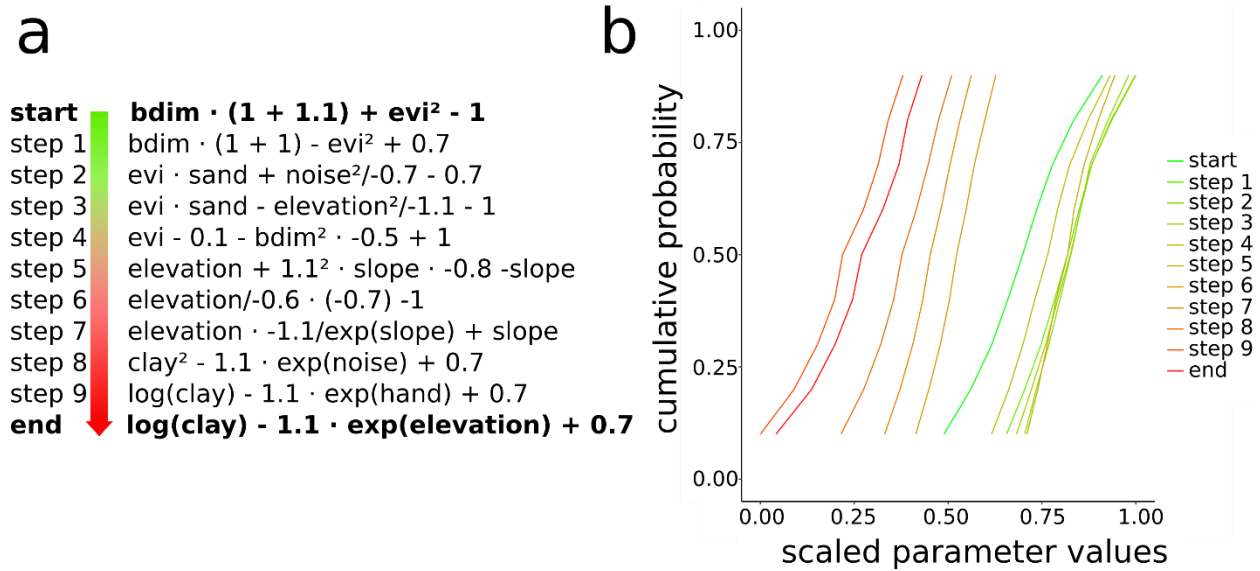 a
start bdim · (1 + 1.1) + evi² - 1
step 1 bdim · (1 + 1) - evi² + 0.7
step 2 evi · sand + noise²/-0.7 - 0.7
step 3 evi · sand - elevation²/-1.1 - 1
step 4 evi - 0.1 - bdim² · -0.5 + 1
step 5 elevation + 1.1² · slope · -0.8 -slope
step 6 elevation/-0.6 · (-0.7) -1
step 7 elevation · -1.1/exp(slope) + slope
step 8 clay² - 1.1 · exp(noise) + 0.7
step 9 log(clay) - 1.1 · exp(hand) + 0.7
end log(clay) - 1.1 · exp(elevation) + 0.7
b
cumulative probability
1.00
0.75
0.50
0.25
0.00
0.00 0.25 0.50 0.75 1.00
scaled parameter values
start
step 1
step 2
step 3
step 4
step 5
step 6
step 7
step 8
step 9
end